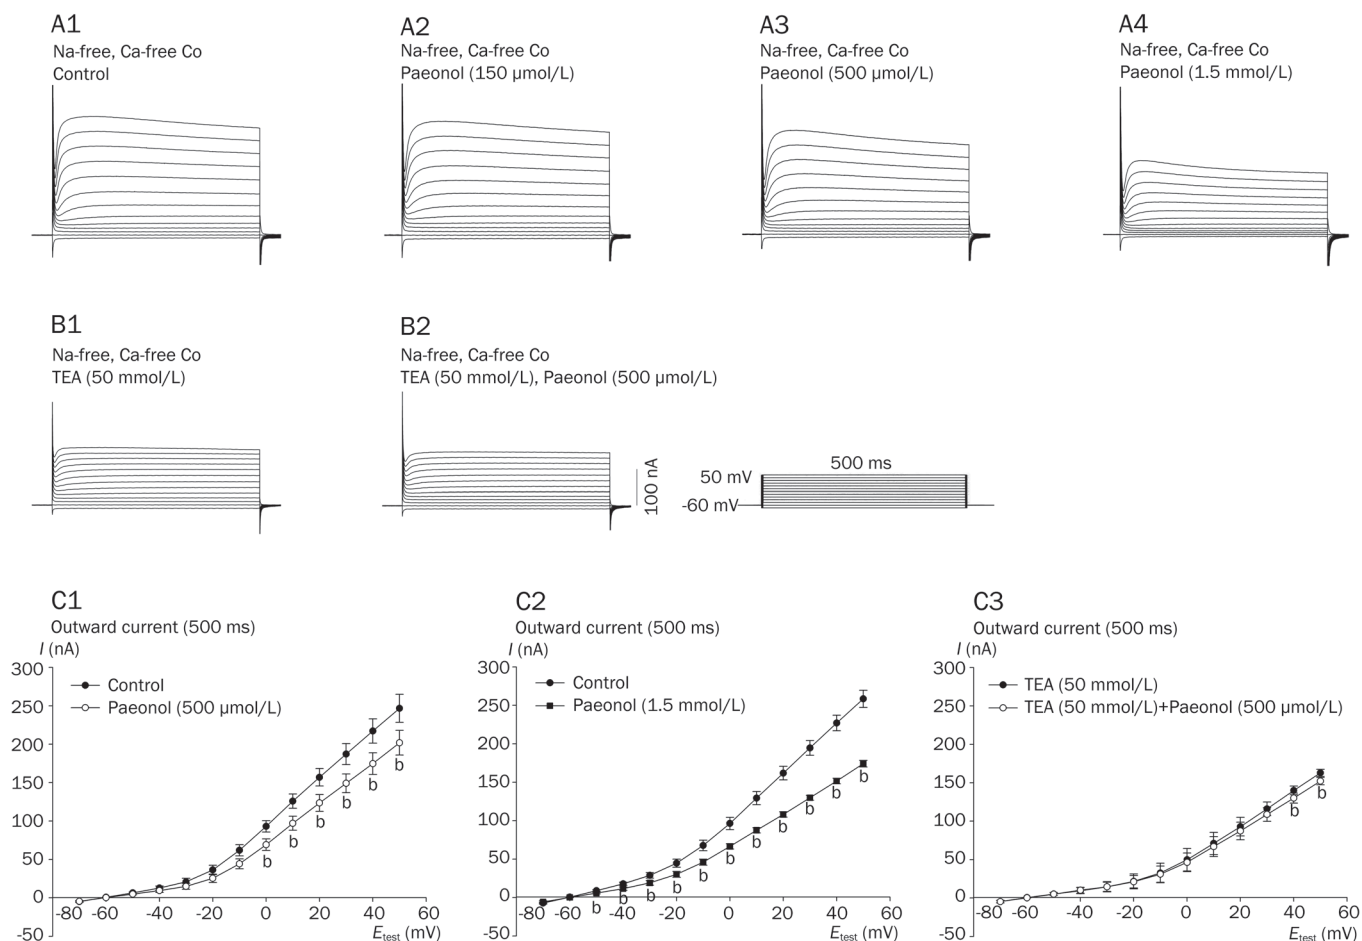 A1
Na-free, Ca-free Co
Control
A2
Na-free, Ca-free Co
Paeonol (150 µmol/L)
A3
Na-free, Ca-free Co
Paeonol (500 µmol/L)
A4
Na-free, Ca-free Co
Paeonol (1.5 mmol/L)
B1
Na-free, Ca-free Co
TEA (50 mmol/L)
B2
Na-free, Ca-free Co
TEA (50 mmol/L), Paeonol (500 µmol/L)
100 nA
500 ms
50 mV
-60 mV
C1
Outward current (500 ms)
I (nA)
300
250
200
150
100
50
0
-50
Control
Paeonol (500 µmol/L)
b
b
b
b
b
b
-80 -60 -40 -20 0 20 40 60
Etest (mV)
C2
Outward current (500 ms)
I (nA)
300
250
200
150
100
50
0
-50
Control
Paeonol (1.5 mmol/L)
b
b
b
b
b
b
b
b
b
b
b
-80 -60 -40 -20 0 20 40 60
Etest (mV)
C3
Outward current (500 ms)
I (nA)
300
250
200
150
100
50
0
-50
TEA (50 mmol/L)
TEA (50 mmol/L)+Paeonol (500 µmol/L)
b
b
-80 -60 -40 -20 0 20 40 60
Etest (mV)